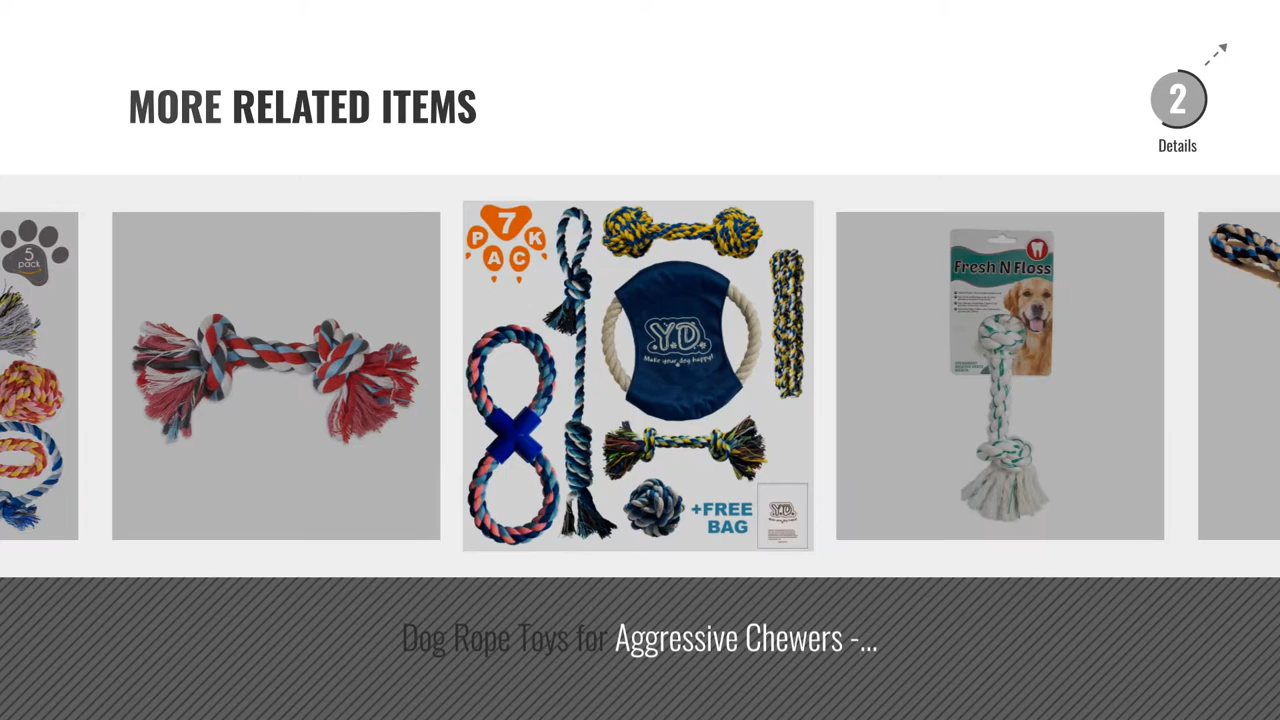 MORE RELATED ITEMS
2
Details
5
pack
7
P K
A C
Y.D.
Make your dog happy!
+FREE
BAG
Y.D.
Fresh N Floss
Dog Rope Toys for Aggressive Chewers -...